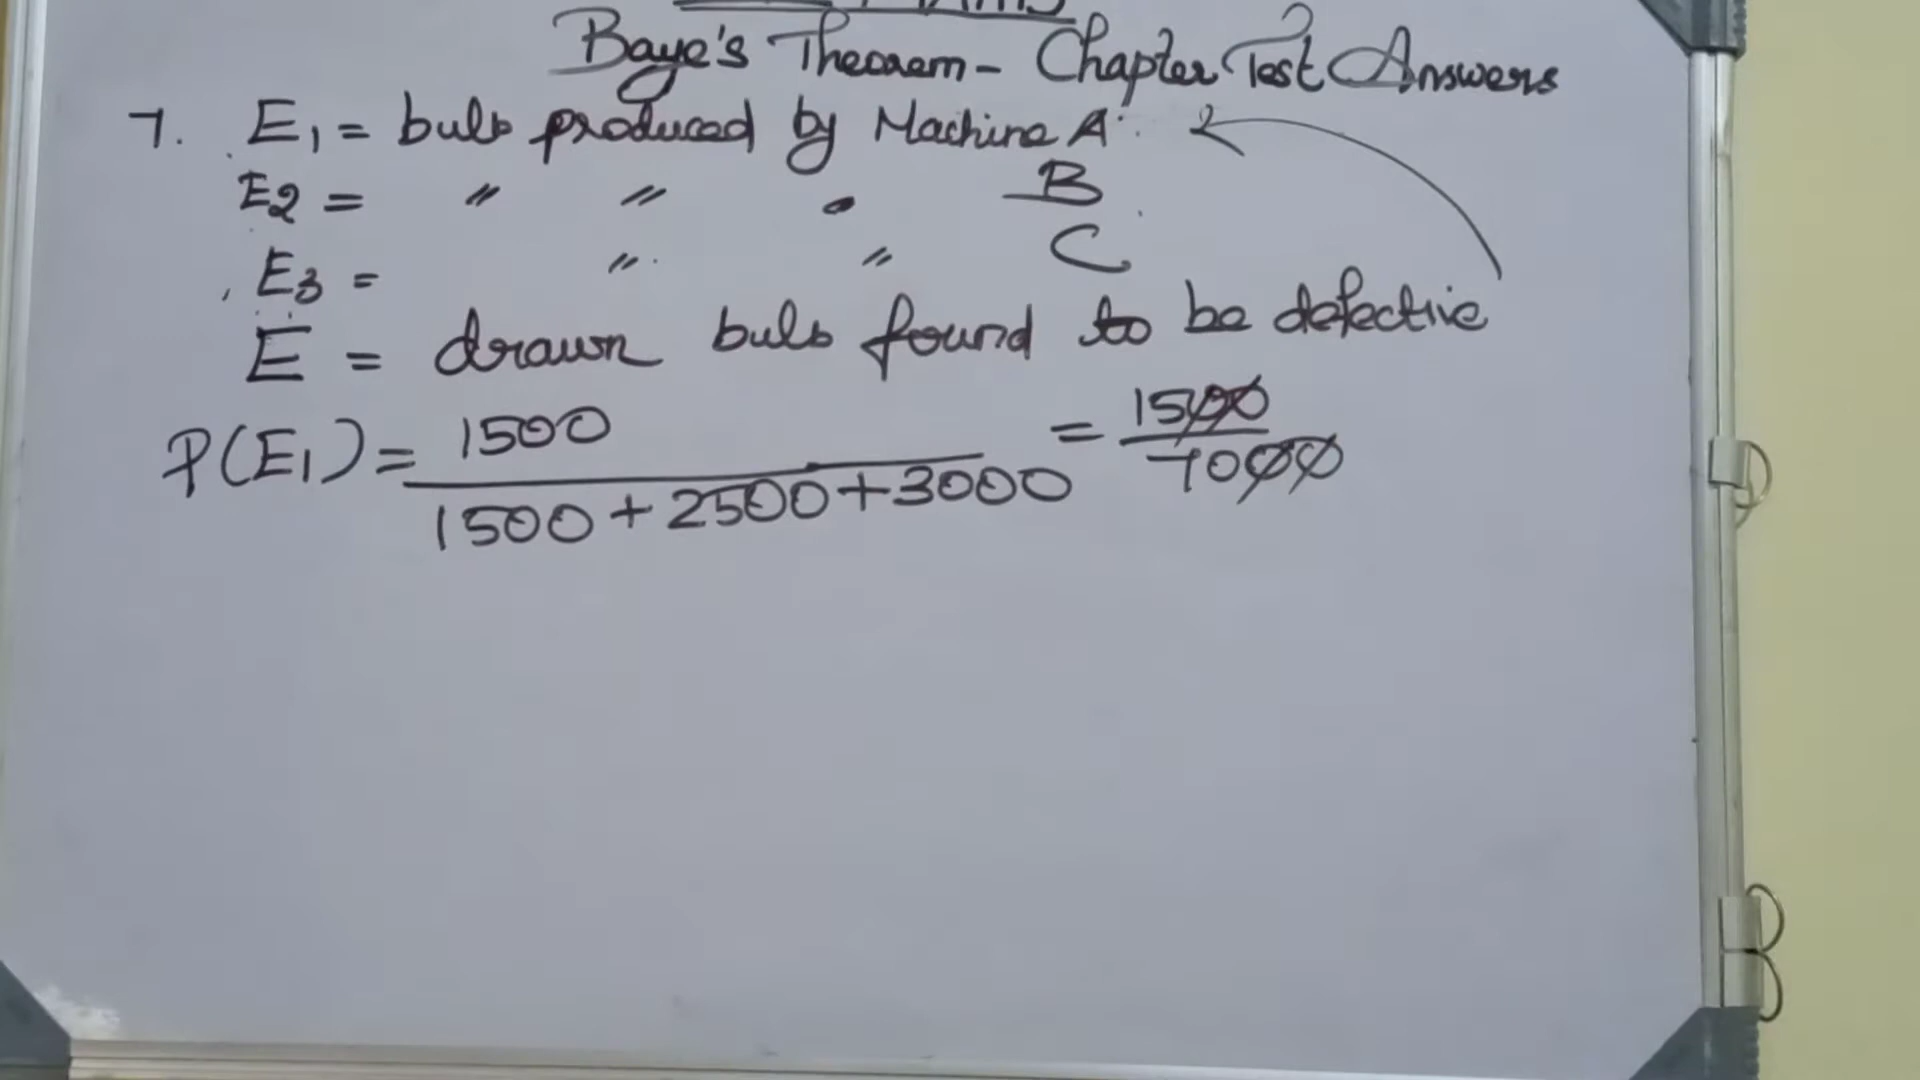 Baye's Theorem - Chapter Test Answers
7. E1 = bulb produced by Machine A
E2 = " " " B
E3 = " " C
E = drawn bulb found to be defective
P(E1) = 1500 / 1500 + 2500 + 3000 = 1500 / 7000